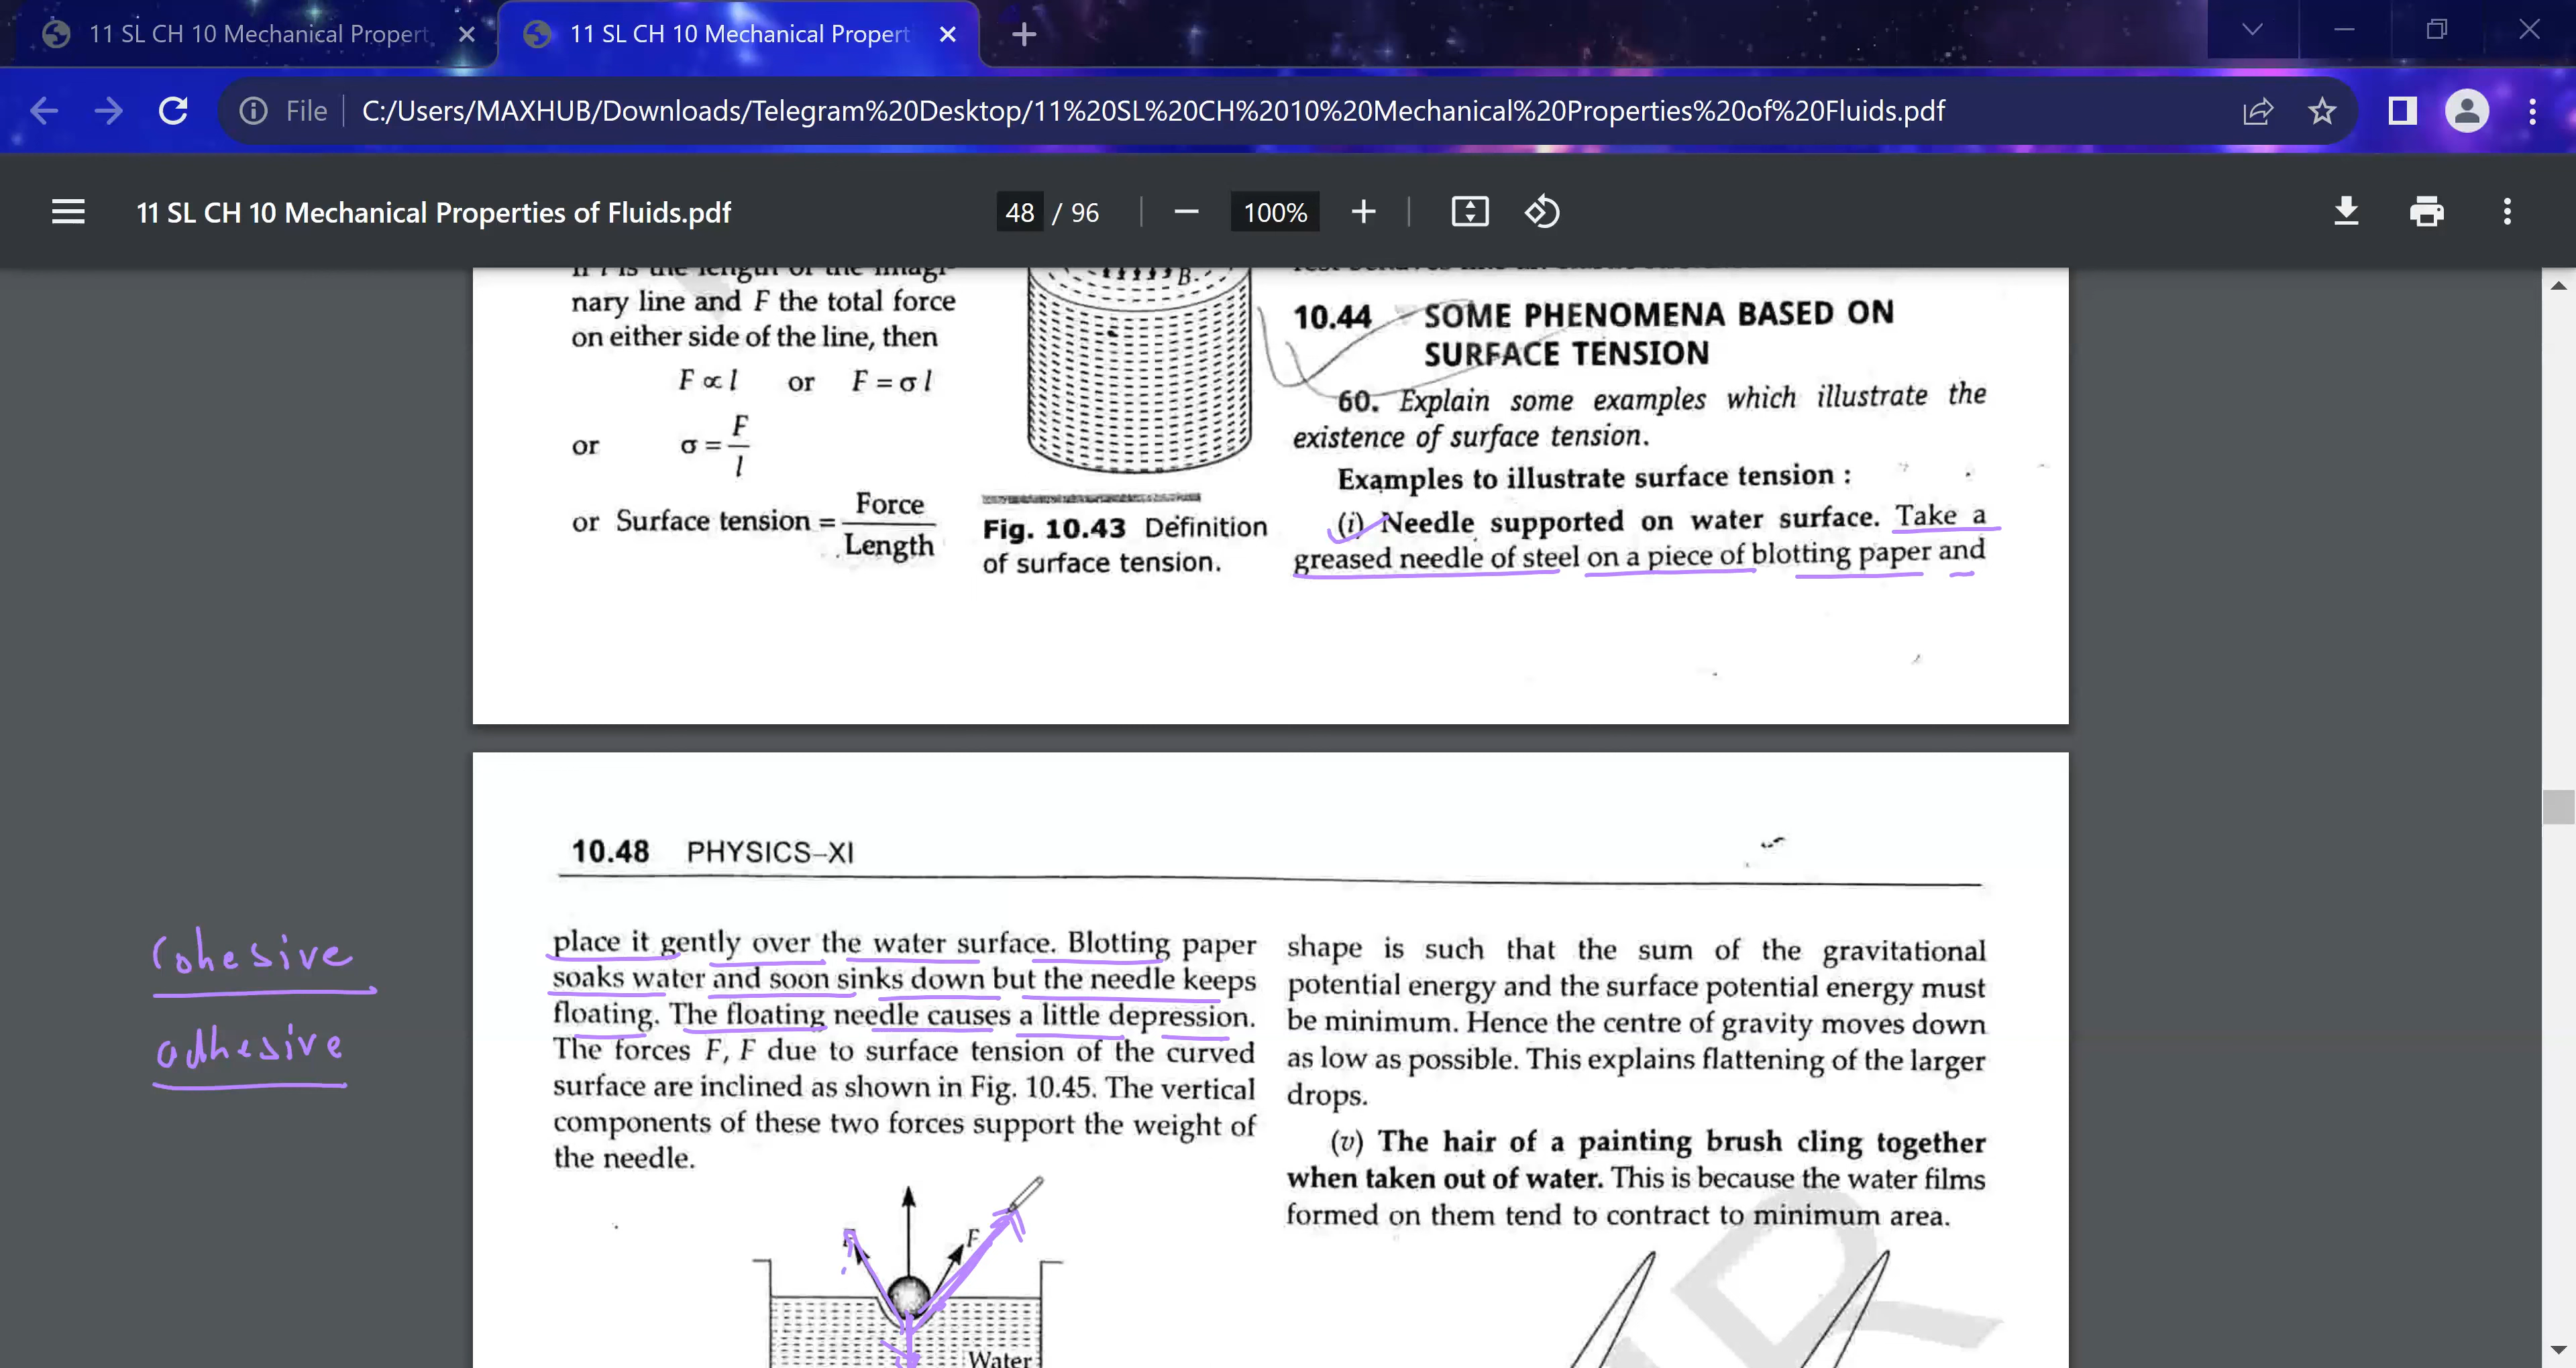 11 SL CH 10 Mechanical Propert
11 SL CH 10 Mechanical Propert
File
C:/Users/MAXHUB/Downloads/Telegram%20Desktop/11%20SL%20CH%2010%20Mechanical%20Properties%20of%20Fluids.pdf
11 SL CH 10 Mechanical Properties of Fluids.pdf
48 / 96
100%
If l is the length of the imagi-
nary line and F the total force
on either side of the line, then
F ∝ l or F = σ l
or σ = F/l
or Surface tension = Force/Length
B
Fig. 10.43 Definition
of surface tension.
10.44 SOME PHENOMENA BASED ON
SURFACE TENSION
60. Explain some examples which illustrate the
existence of surface tension.
Examples to illustrate surface tension :
(i) Needle supported on water surface. Take a
greased needle of steel on a piece of blotting paper and
10.48 PHYSICS–XI
Cohesive
adhesive
place it gently over the water surface. Blotting paper
soaks water and soon sinks down but the needle keeps
floating. The floating needle causes a little depression.
The forces F, F due to surface tension of the curved
surface are inclined as shown in Fig. 10.45. The vertical
components of these two forces support the weight of
the needle.
F
F
Water
shape is such that the sum of the gravitational
potential energy and the surface potential energy must
be minimum. Hence the centre of gravity moves down
as low as possible. This explains flattening of the larger
drops.
(v) The hair of a painting brush cling together
when taken out of water. This is because the water films
formed on them tend to contract to minimum area.